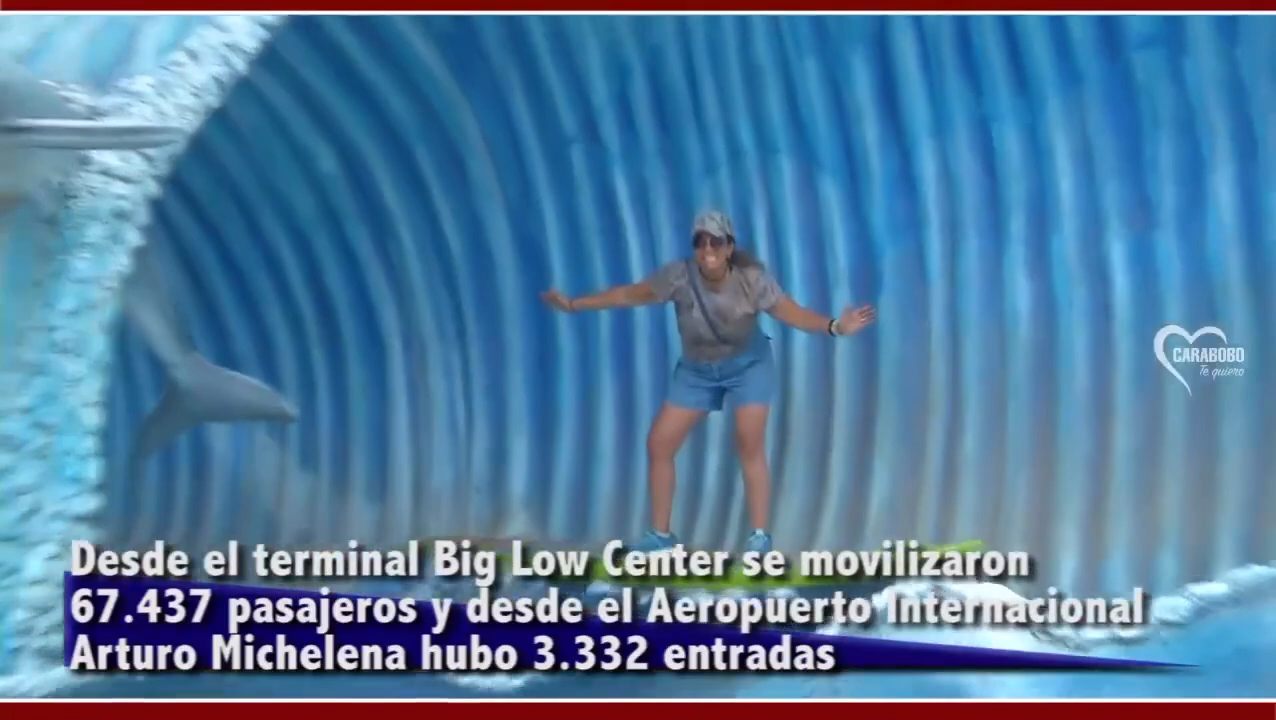 CARABOBO
Te quiero
Desde el terminal Big Low Center se movilizaron
67.437 pasajeros y desde el Aeropuerto Internacional
Arturo Michelena hubo 3.332 entradas